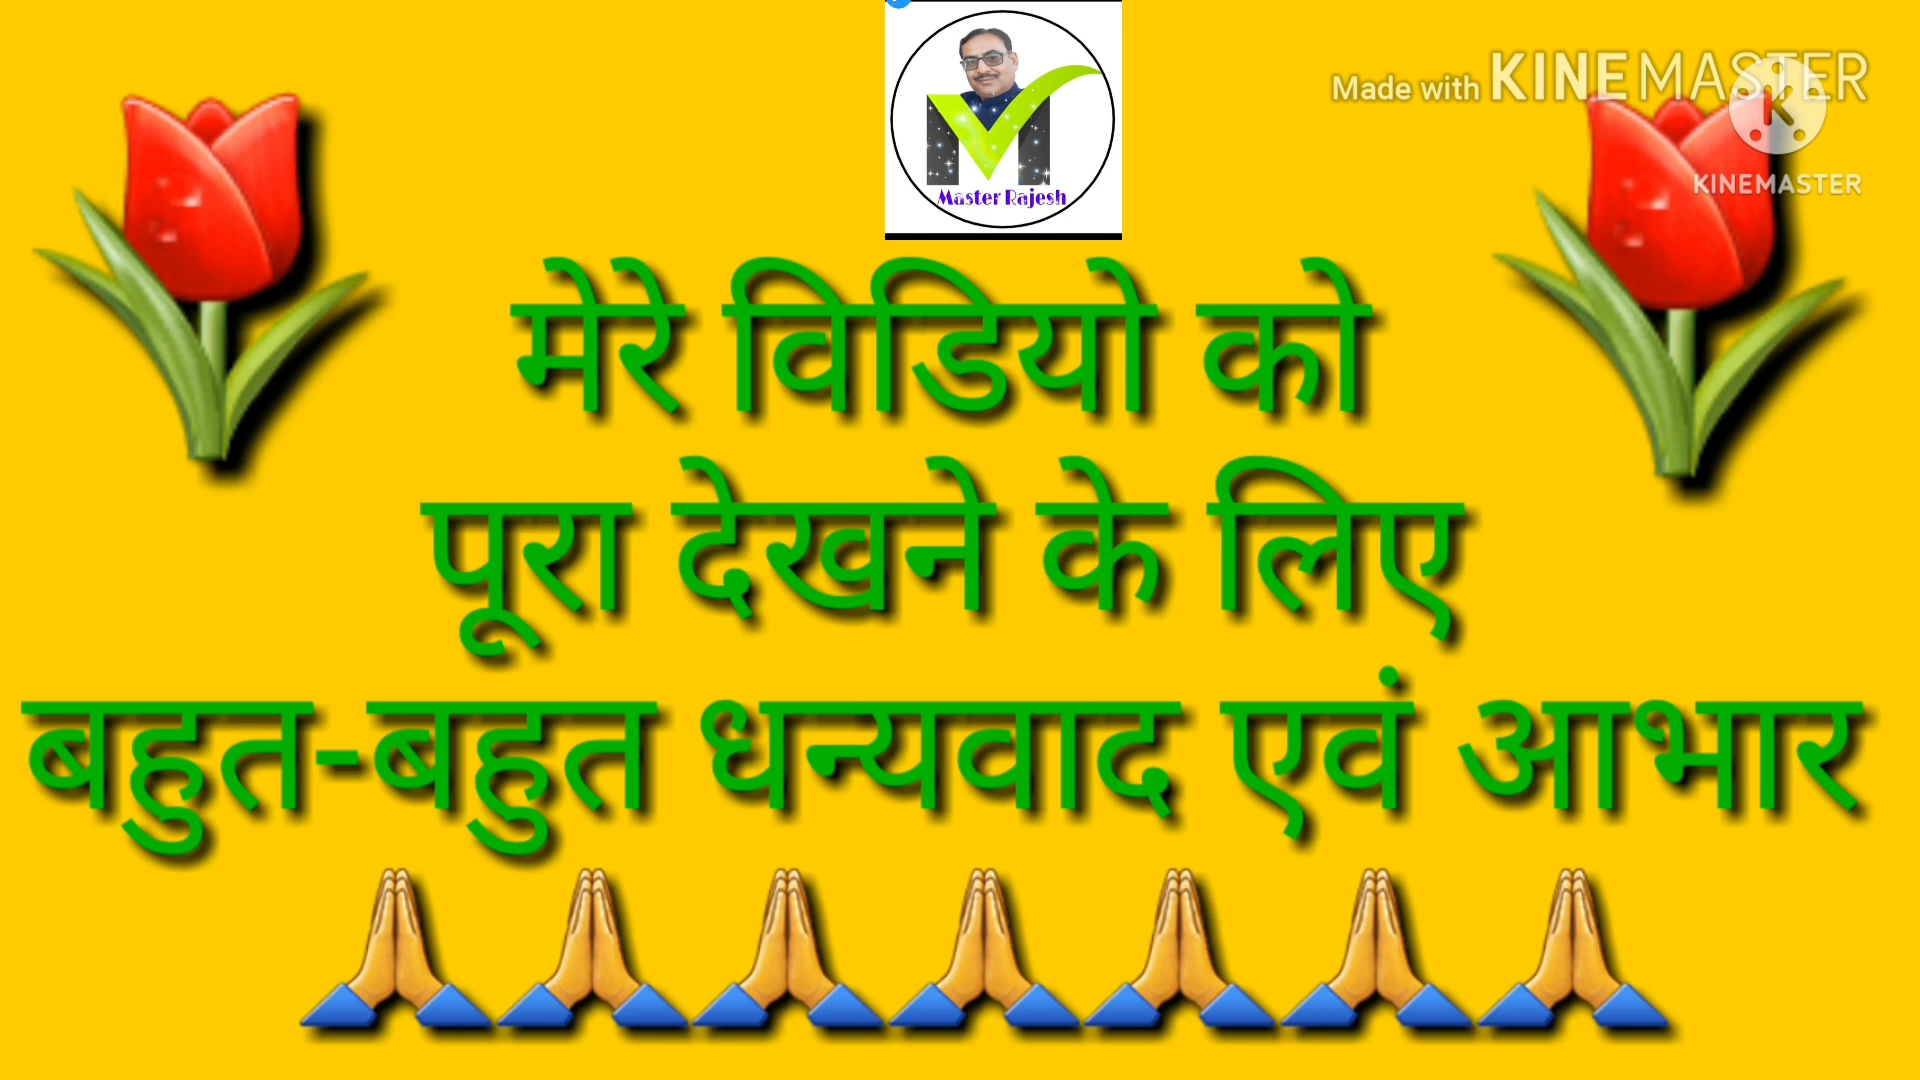 Master Rajesh
Made with KINEMASTER
KINEMASTER
मेरे विडियो को
पूरा देखने के लिए
बहुत-बहुत धन्यवाद एवं आभार